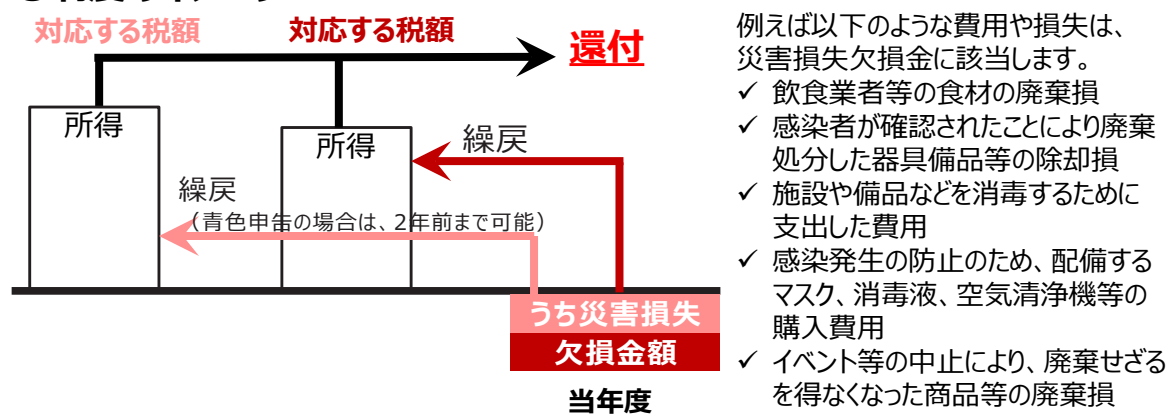 対応する税額
対応する税額
還付
所得
所得
繰戻
繰戻
(青色申告の場合は、2年前まで可能)
うち災害損失
欠損金額
当年度
例えば以下のような費用や損失は、
災害損失欠損金に該当します。
✓ 飲食業者等の食材の廃棄損
✓ 感染者が確認されたことにより廃棄
処分した器具備品等の除却損
✓ 施設や備品などを消毒するために
支出した費用
✓ 感染発生の防止のため、配備する
マスク、消毒液、空気清浄機等の
購入費用
✓ イベント等の中止により、廃棄せざる
を得なくなった商品等の廃棄損